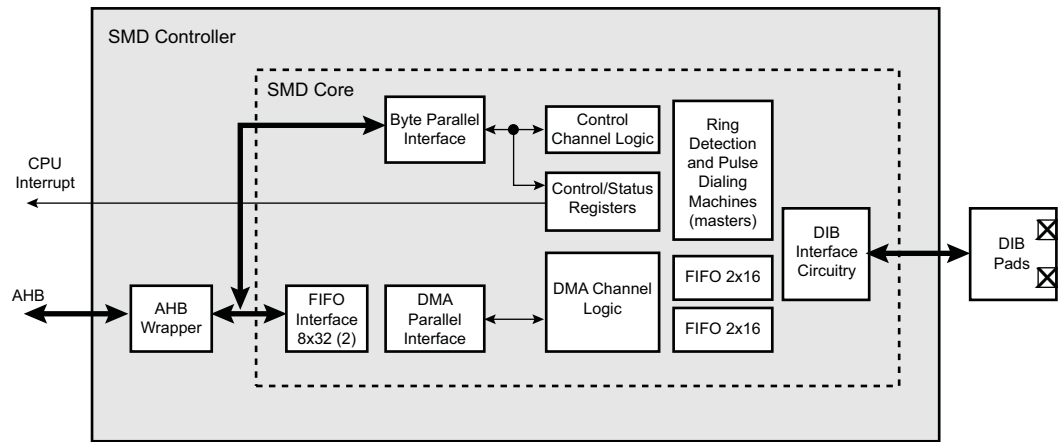 SMD Controller
SMD Core
Byte Parallel
Interface
Control
Channel Logic
Ring
Detection
and Pulse
Dialing
Machines
(masters)
CPU
Interrupt
Control/Status
Registers
DIB
Interface
Circuitry
DIB
Pads
AHB
AHB
Wrapper
FIFO
Interface
8x32 (2)
DMA
Parallel
Interface
DMA Channel
Logic
FIFO 2x16
FIFO 2x16